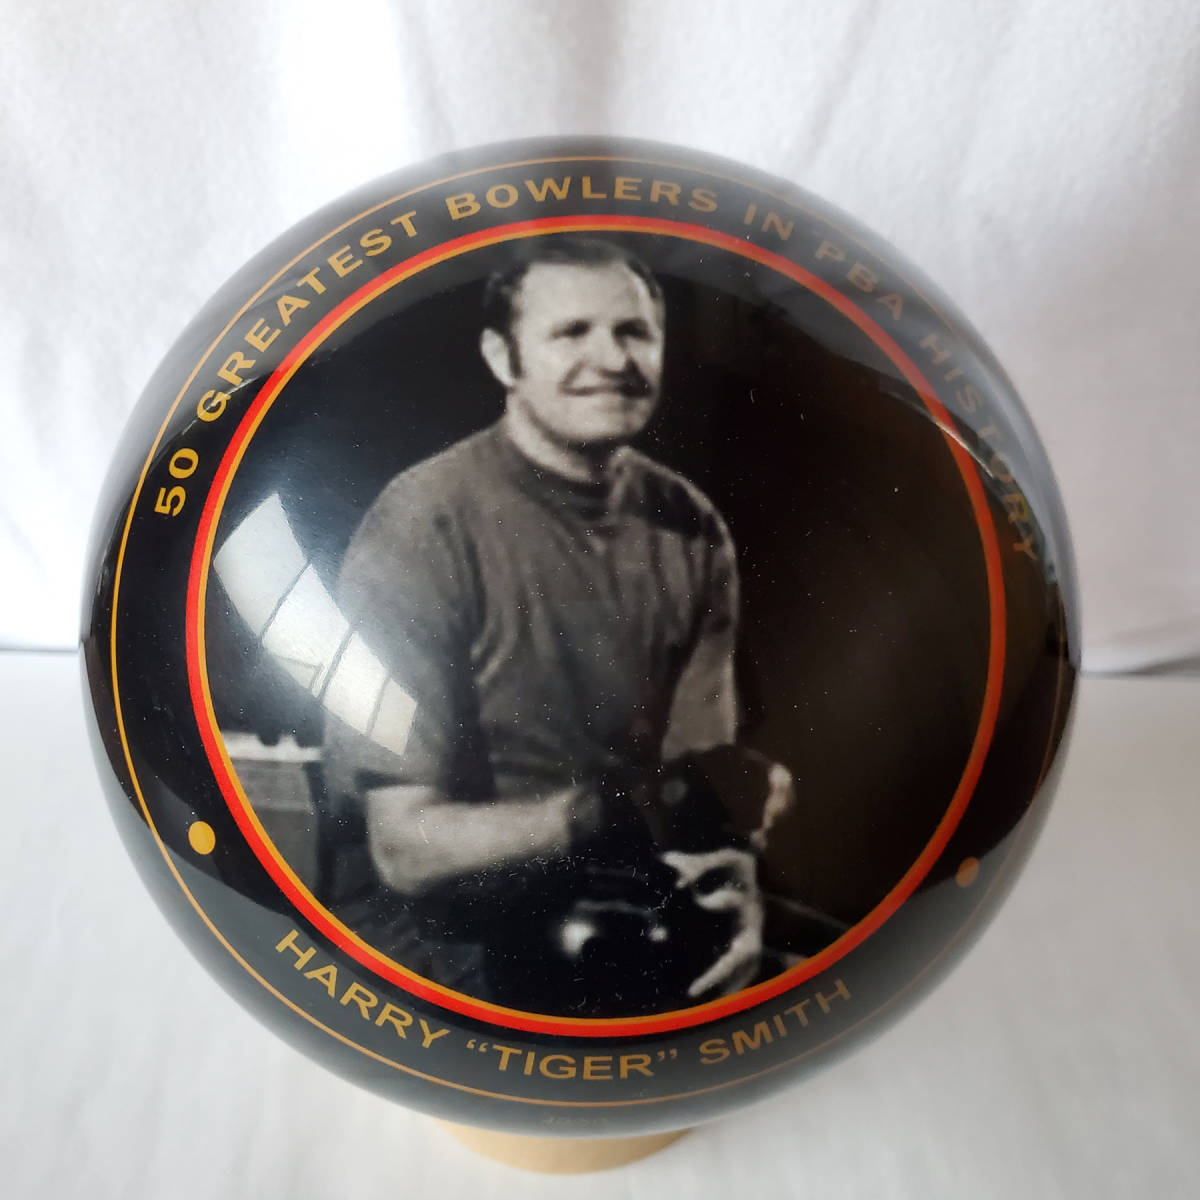 50 GREATEST BOWLERS IN PBA HISTORY
HARRY “TIGER” SMITH